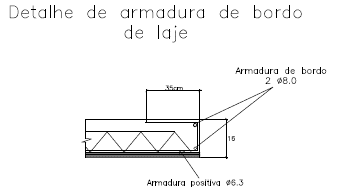 Detalhe de armadura de bordo
de laje
35cm
Armadura de bordo
2 ø8.0
16
Armadura positiva ø6.3